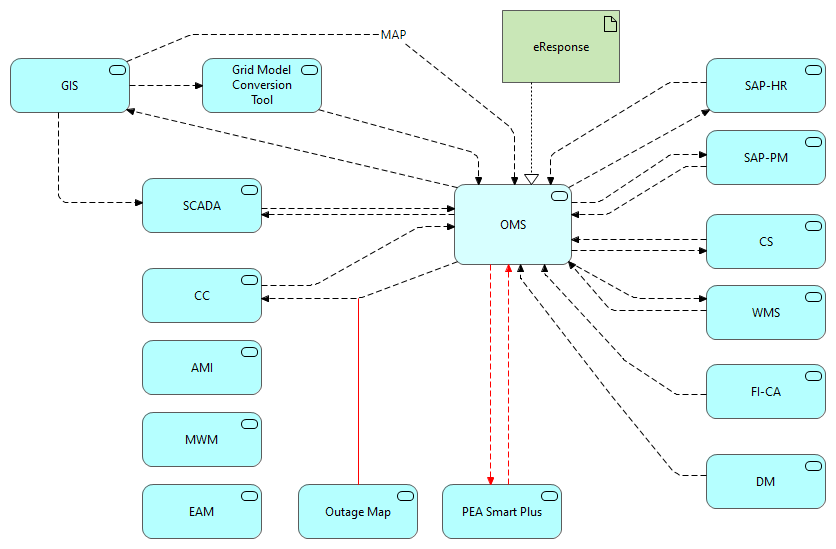 MAP
eResponse
GIS
Grid Model
Conversion
Tool
SAP-HR
SAP-PM
SCADA
OMS
CS
CC
WMS
AMI
FI-CA
MWM
DM
EAM
Outage Map
PEA Smart Plus